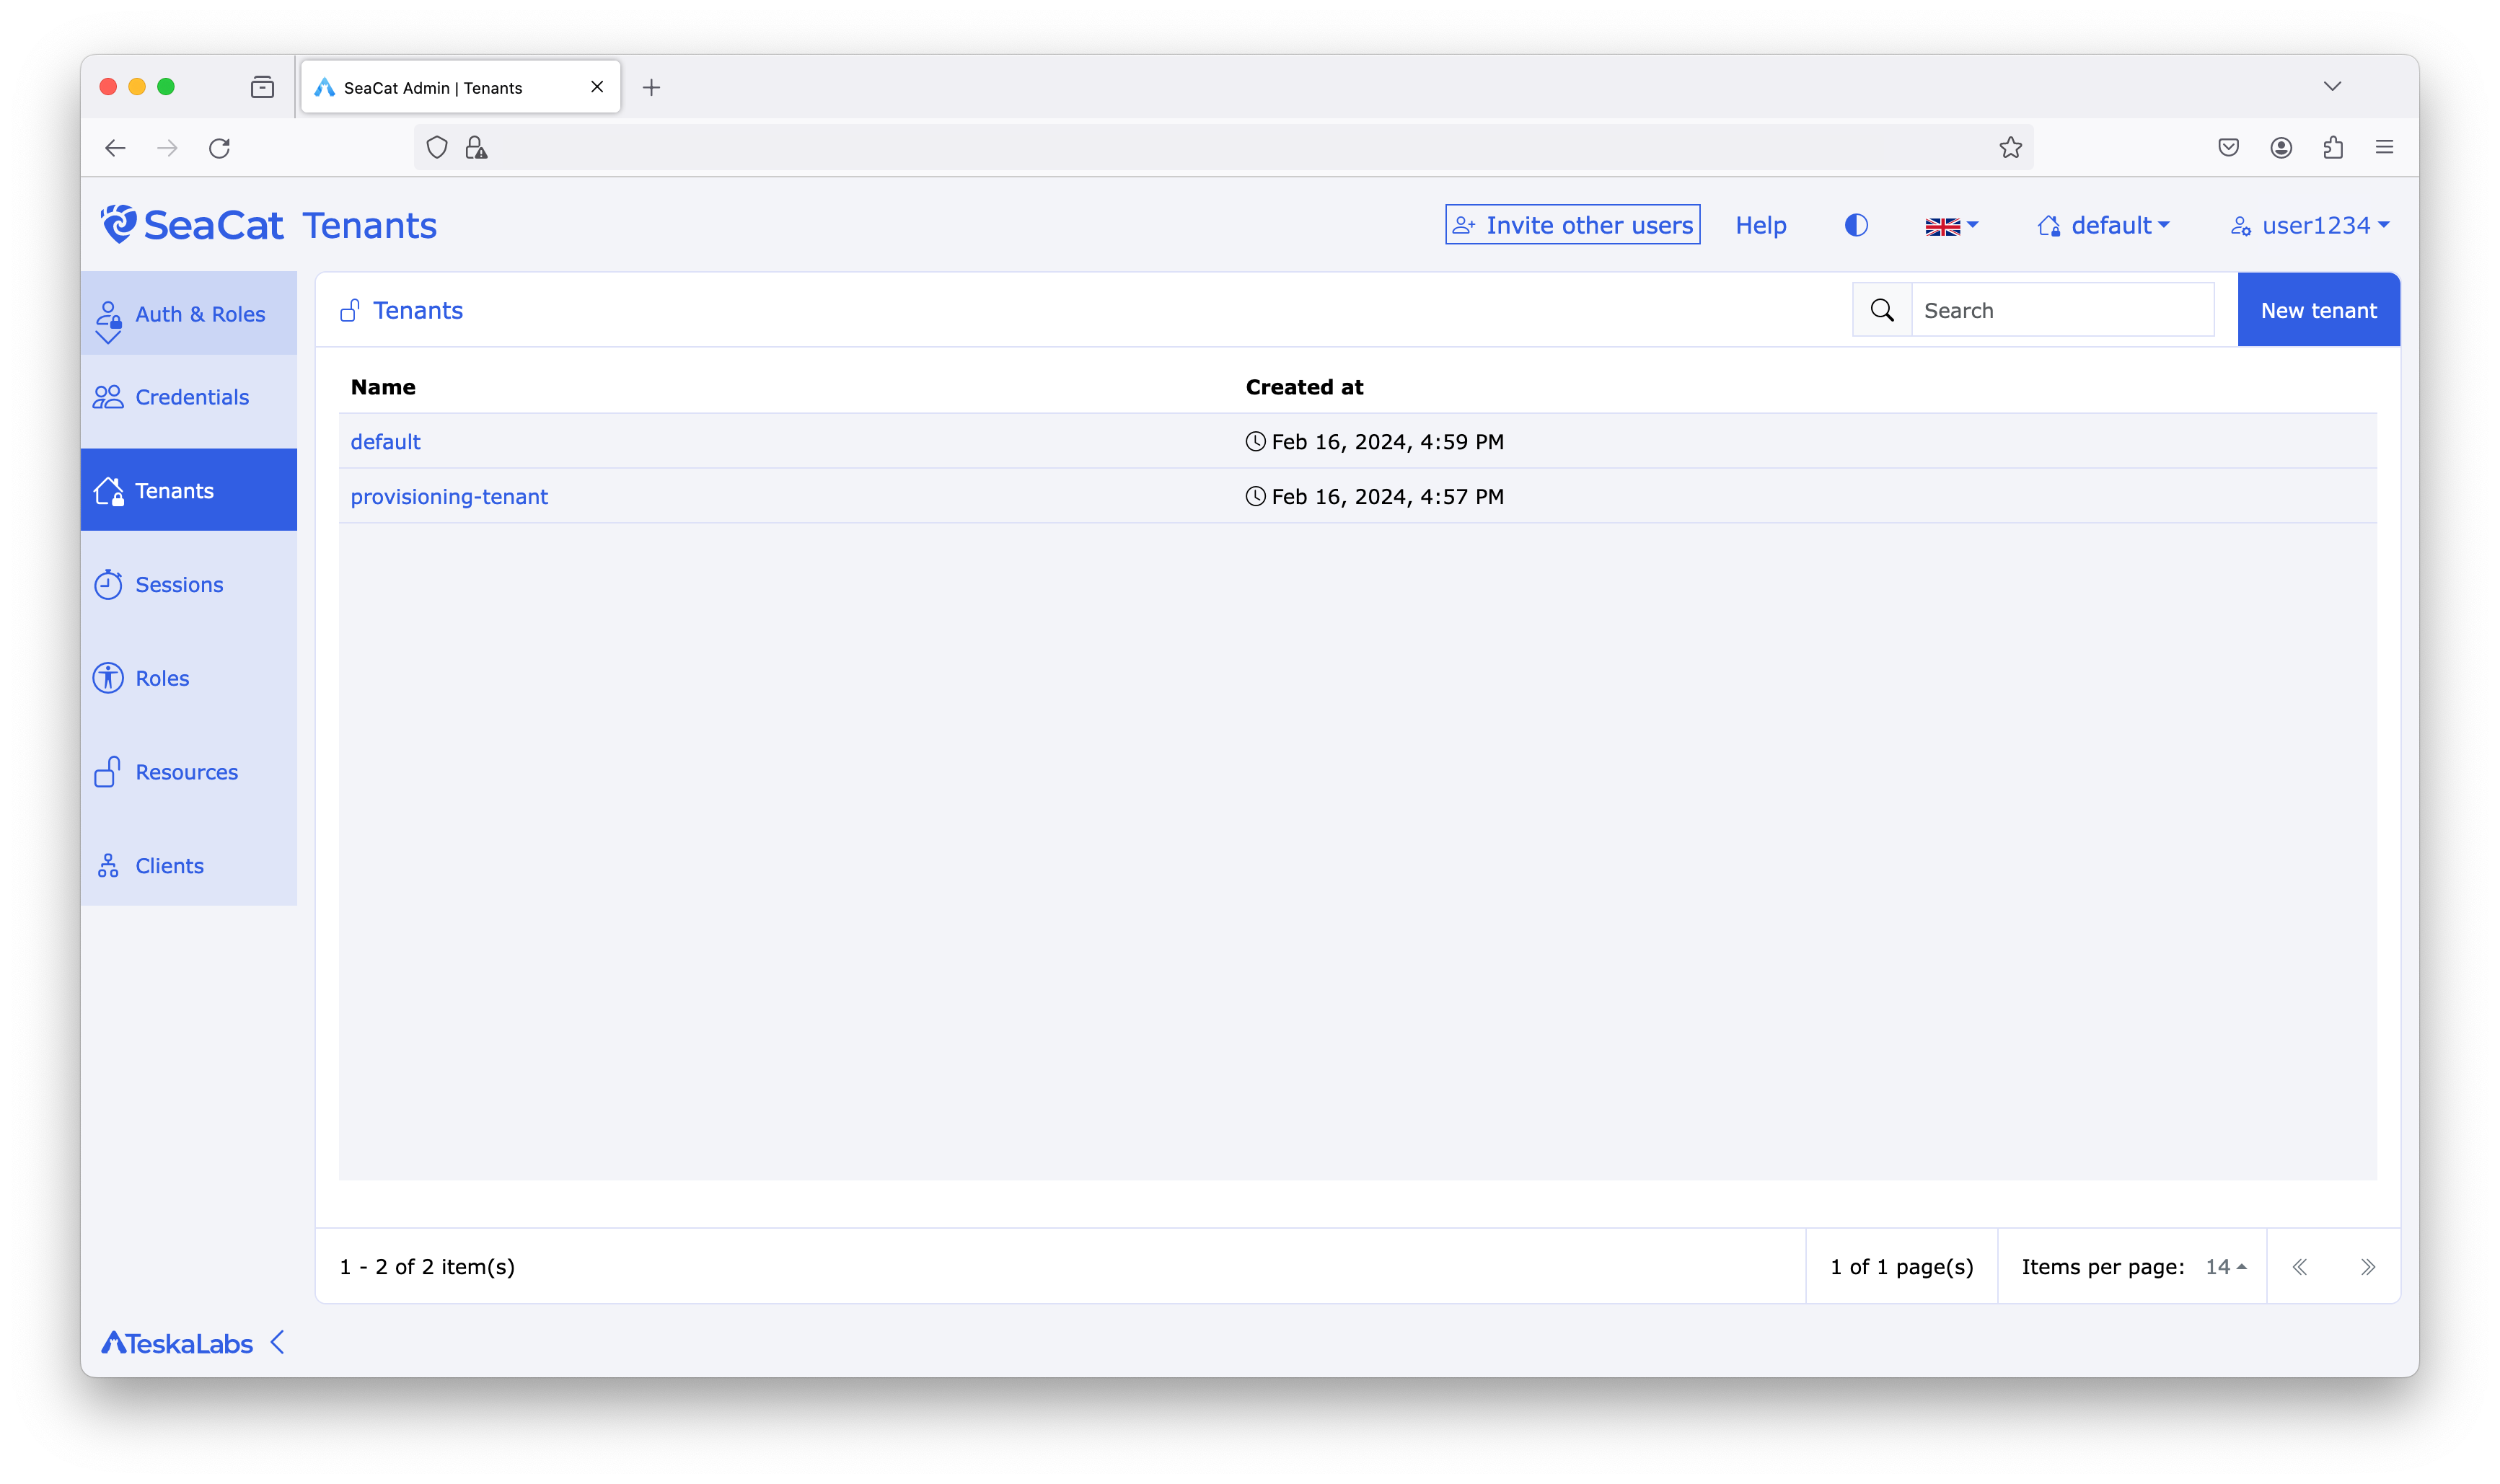 SeaCat Admin | Tenants
SeaCat Tenants
Invite other users
Help
default
user1234
Auth & Roles
Credentials
Tenants
Sessions
Roles
Resources
Clients
Tenants
Search
New tenant
Name Created at
default Feb 16, 2024, 4:59 PM
provisioning-tenant Feb 16, 2024, 4:57 PM
1 - 2 of 2 item(s)
1 of 1 page(s)
Items per page: 14
TeskaLabs